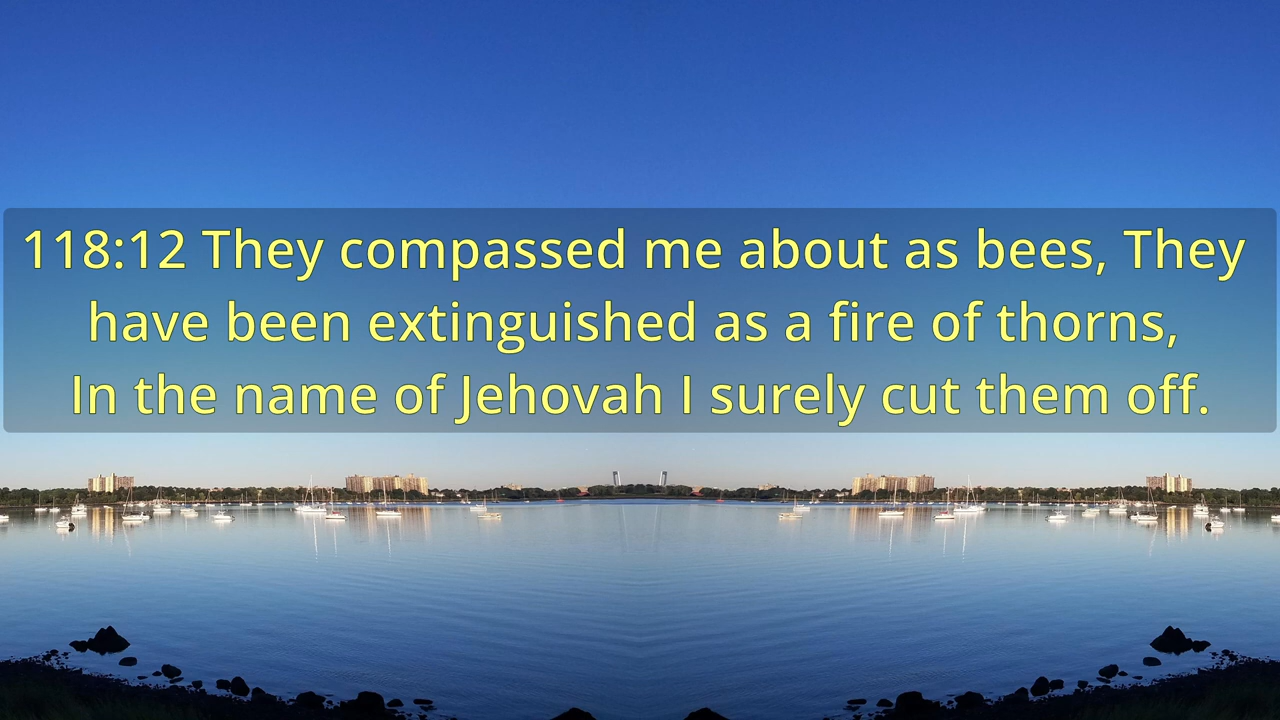 118:12 They compassed me about as bees, They
have been extinguished as a fire of thorns,
In the name of Jehovah I surely cut them off.